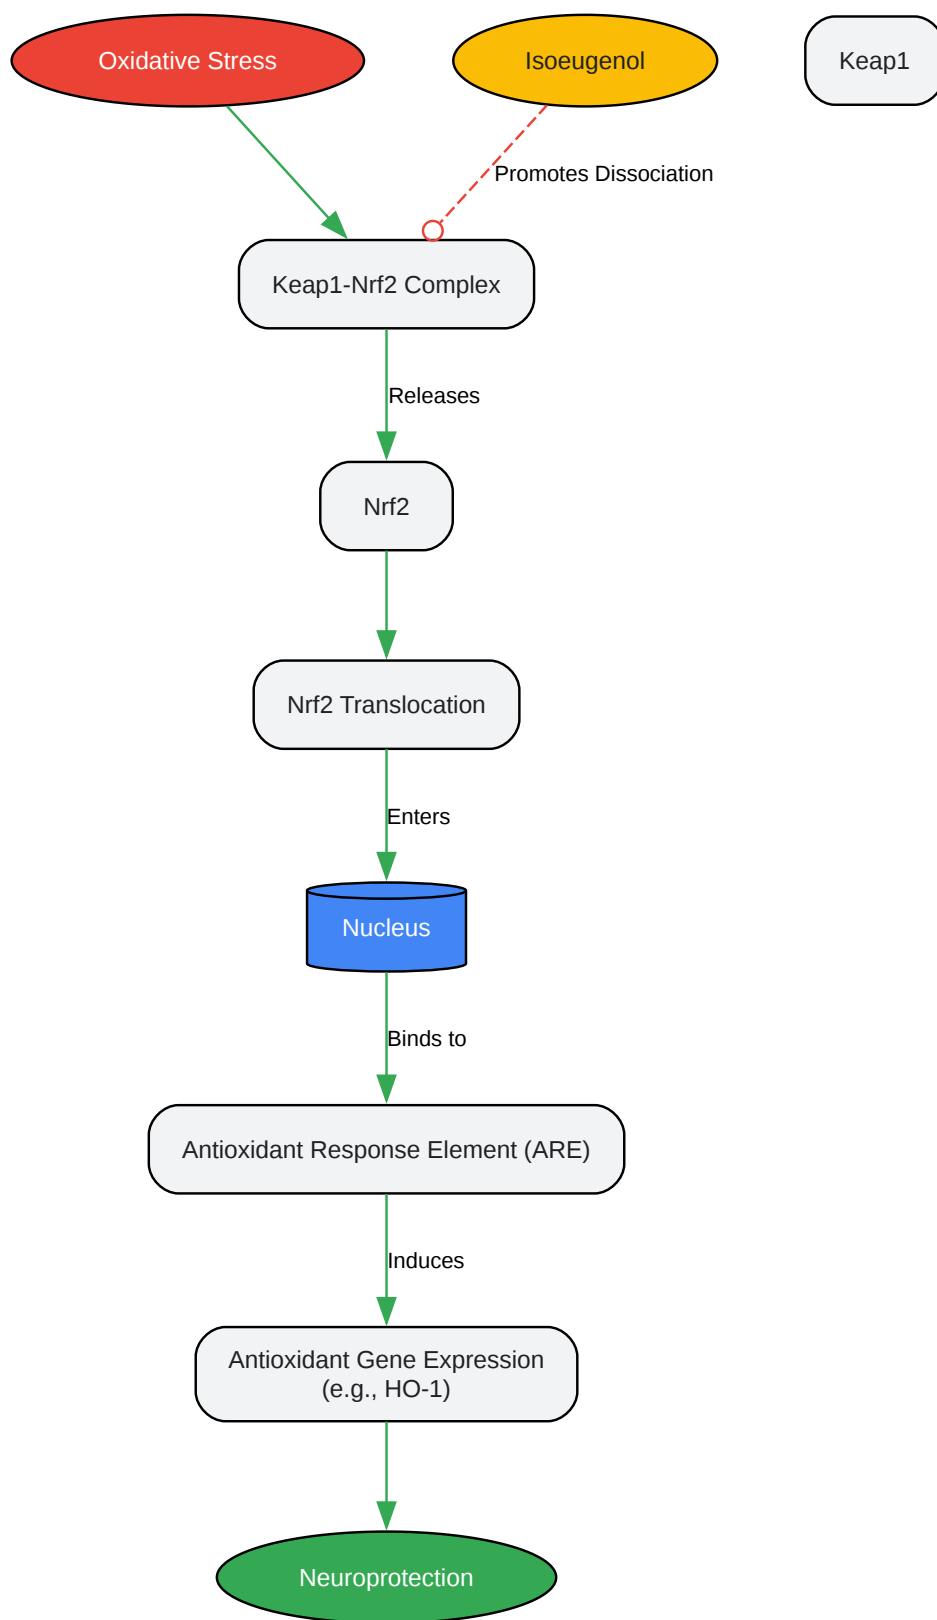 Oxidative Stress
Isoeugenol
Keap1
Promotes Dissociation
Keap1-Nrf2 Complex
Releases
Nrf2
Nrf2 Translocation
Enters
Nucleus
Binds to
Antioxidant Response Element (ARE)
Induces
Antioxidant Gene Expression
(e.g., HO-1)
Neuroprotection